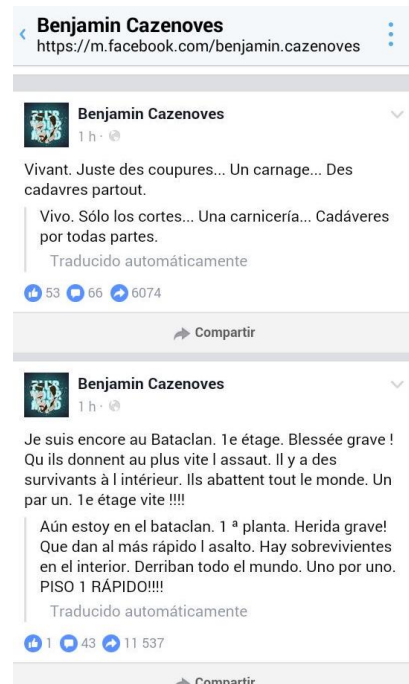 Benjamin Cazenoves
https://m.facebook.com/benjamin.cazenoves
Benjamin Cazenoves
1 h ·
Vivant. Juste des coupures... Un carnage... Des
cadavres partout.
Vivo. Sólo los cortes... Una carnicería... Cadáveres
por todas partes.
Traducido automáticamente
53 66 6074
Compartir
Benjamin Cazenoves
1 h ·
Je suis encore au Bataclan. 1e étage. Blessée grave !
Qu ils donnent au plus vite l assaut. Il y a des
survivants à l intérieur. Ils abattent tout le monde. Un
par un. 1e étage vite !!!!
Aún estoy en el bataclan. 1 ª planta. Herida grave!
Que dan al más rápido l asalto. Hay sobrevivientes
en el interior. Derriban todo el mundo. Uno por uno.
PISO 1 RÁPIDO!!!!
Traducido automáticamente
1 43 11 537
Compartir